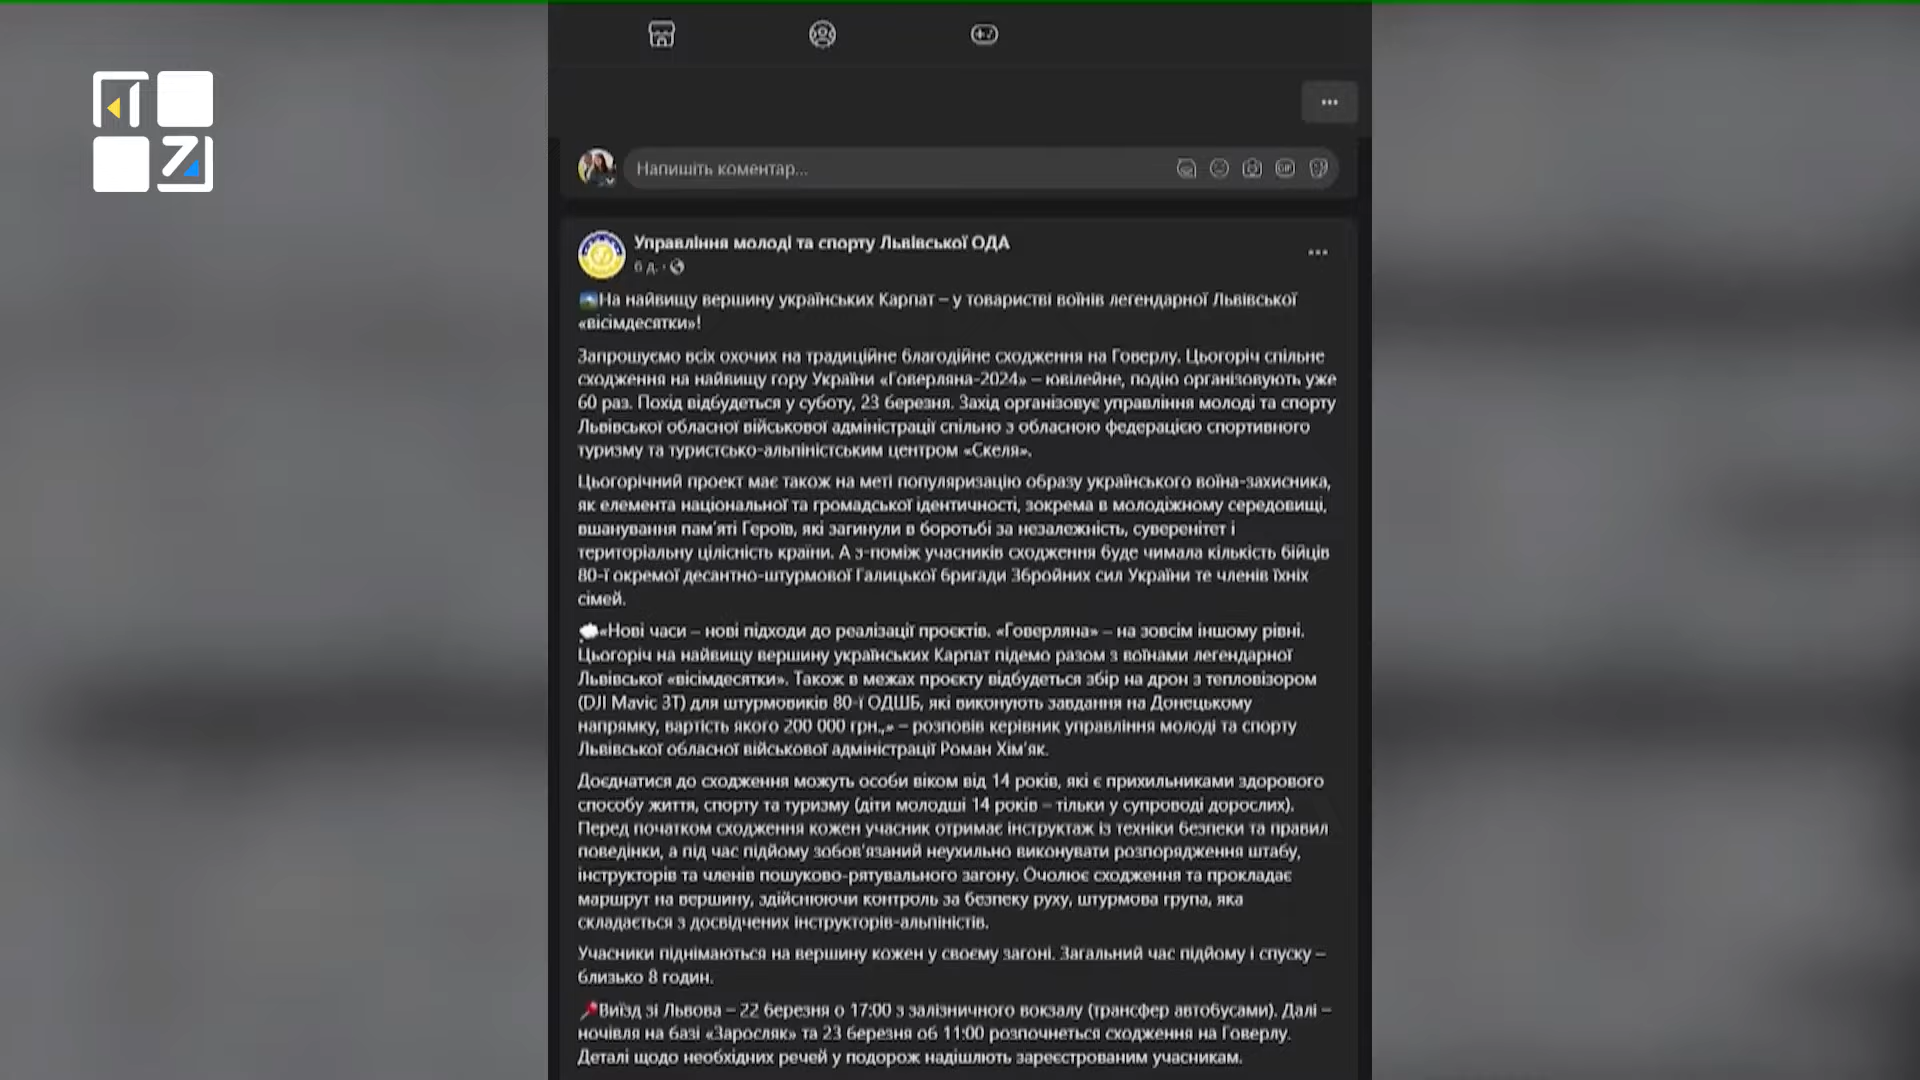 Напишіть коментар...
GIF
Управління молоді та спорту Львівської ОДА
6 д. ·
На найвищу вершину українських Карпат – у товаристві воїнів легендарної Львівської
«вісімдесятки»!
Запрошуємо всіх охочих на традиційне благодійне сходження на Говерлу. Цьогоріч спільне
сходження на найвищу гору України «Говерляна-2024» – ювілейне, подію організовують уже
60 раз. Похід відбудеться у суботу, 23 березня. Захід організовує управління молоді та спорту
Львівської обласної військової адміністрації спільно з обласною федерацією спортивного
туризму та туристсько-альпіністським центром «Скеля».
Цьогорічний проект має також на меті популяризацію образу українського воїна-захисника,
як елемента національної та громадської ідентичності, зокрема в молодіжному середовищі,
вшанування пам'яті Героїв, які загинули в боротьбі за незалежність, суверенітет і
територіальну цілісність країни. А з-поміж учасників сходження буде чимала кількість бійців
80-ї окремої десантно-штурмової Галицької бригади Збройних сил України те членів їхніх
сімей.
«Нові часи – нові підходи до реалізації проєктів. «Говерляна» – на зовсім іншому рівні.
Цьогоріч на найвищу вершину українських Карпат підемо разом з воїнами легендарної
Львівської «вісімдесятки». Також в межах проєкту відбудеться збір на дрон з тепловізором
(DJI Mavic 3T) для штурмовиків 80-ї ОДШБ, які виконують завдання на Донецькому
напрямку, вартість якого 200 000 грн.,» – розповів керівник управління молоді та спорту
Львівської обласної військової адміністрації Роман Хім'як.
Доєднатися до сходження можуть особи віком від 14 років, які є прихильниками здорового
способу життя, спорту та туризму (діти молодші 14 років – тільки у супроводі дорослих).
Перед початком сходження кожен учасник отримає інструктаж із техніки безпеки та правил
поведінки, а під час підйому зобов'язаний неухильно виконувати розпорядження штабу,
інструкторів та членів пошуково-рятувального загону. Очолює сходження та прокладає
маршрут на вершину, здійснюючи контроль за безпеку руху, штурмова група, яка
складається з досвідчених інструкторів-альпіністів.
Учасники піднімаються на вершину кожен у своєму загоні. Загальний час підйому і спуску –
близько 8 годин.
Виїзд зі Львова – 22 березня о 17:00 з залізничного вокзалу (трансфер автобусами). Далі –
ночівля на базі «Заросляк» та 23 березня об 11:00 розпочнеться сходження на Говерлу.
Деталі щодо необхідних речей у подорож надішлють зареєстрованим учасникам.